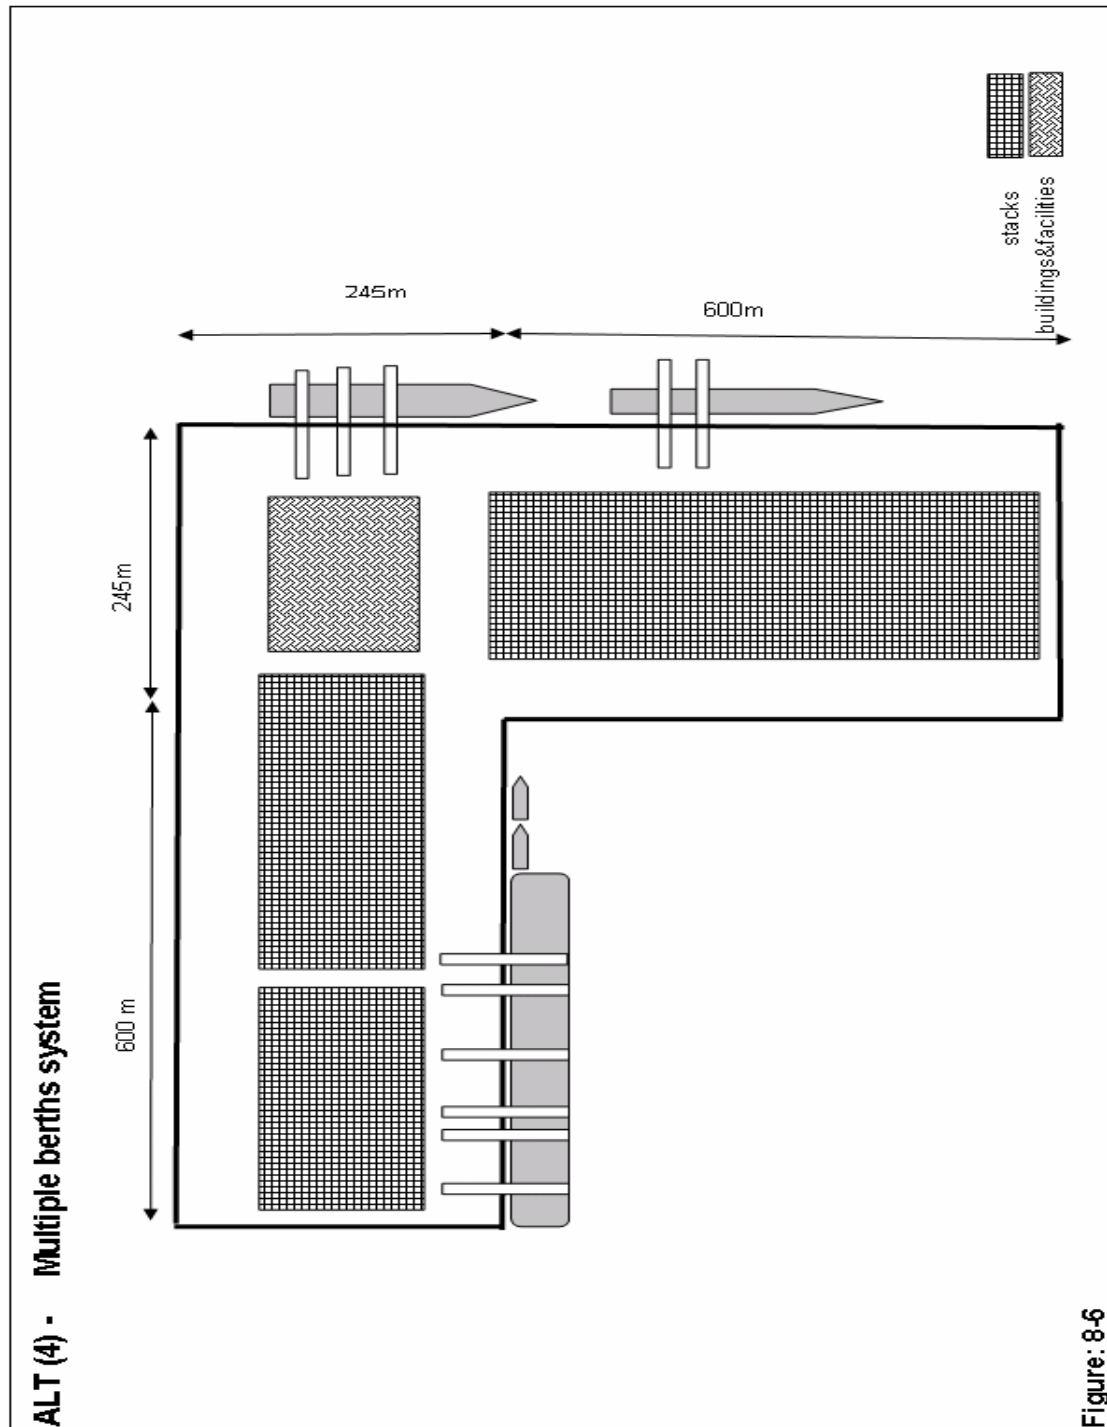 ALT (4) - Multiple berths system
600 m
245m
245m
600m
stacks
buildings&facilities
Figure: 8-6